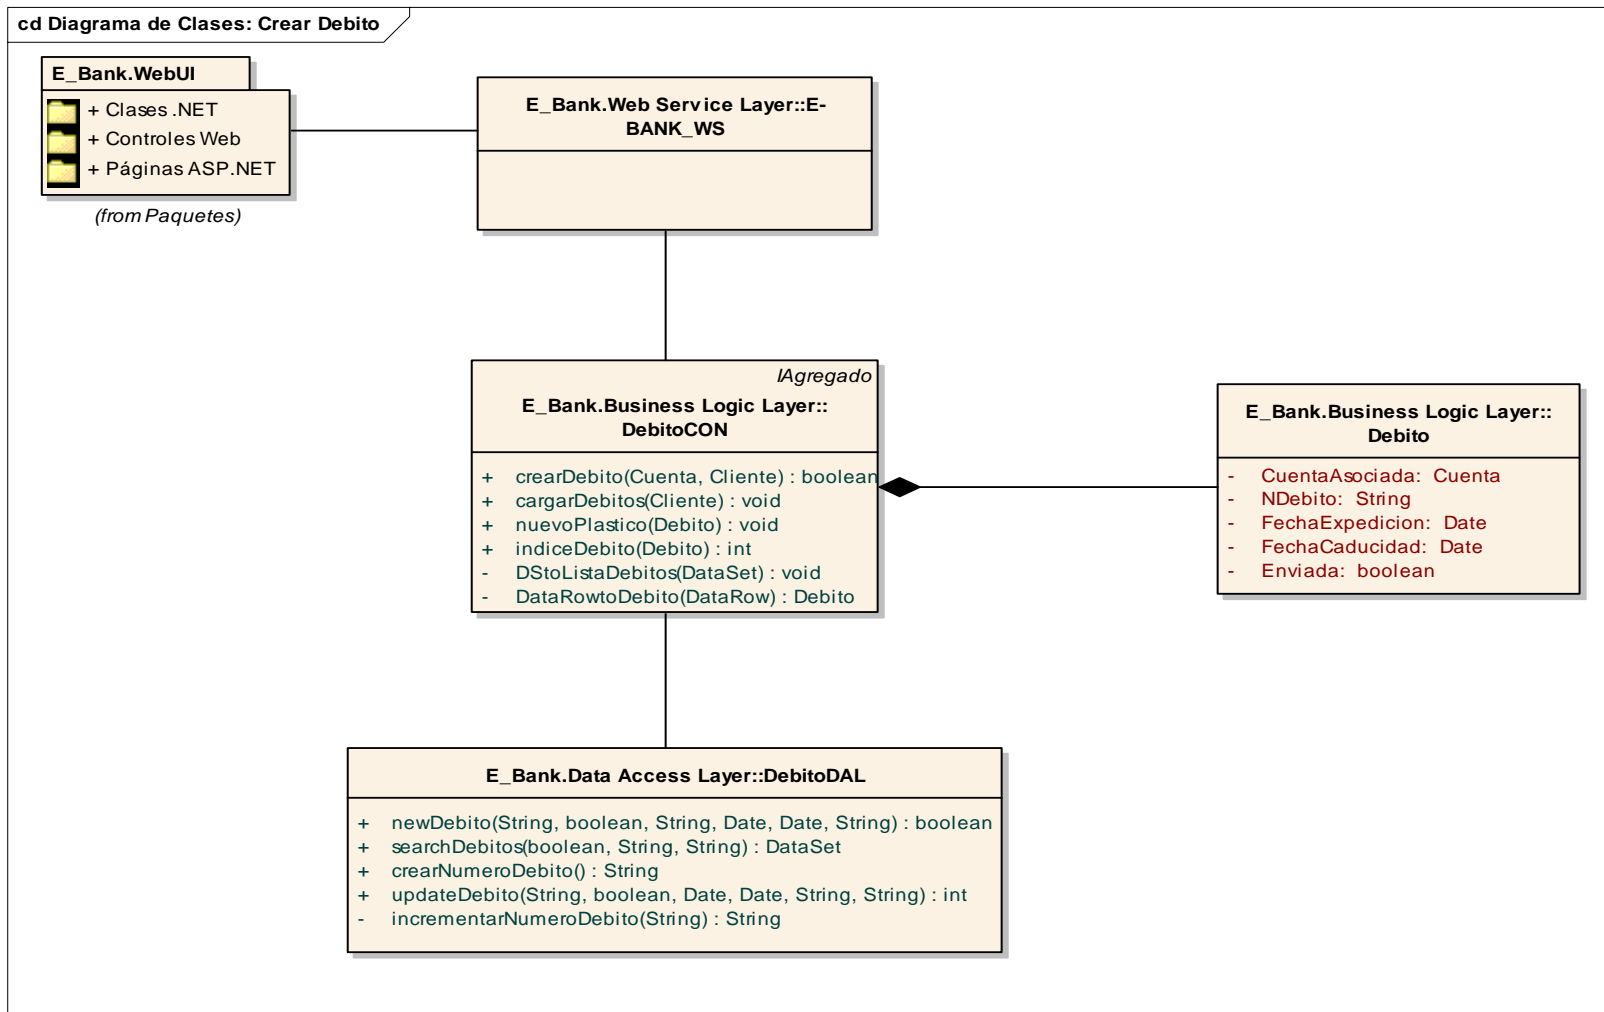 cd Diagrama de Clases: Crear Debito
E_Bank.WebUI
+ Clases .NET
+ Controles Web
+ Páginas ASP.NET
(from Paquetes)
E_Bank.Web Service Layer::E-
BANK_WS
IAgregado
E_Bank.Business Logic Layer::
DebitoCON
+ crearDebito(Cuenta, Cliente) : boolean
+ cargarDebitos(Cliente) : void
+ nuevoPlastico(Debito) : void
+ indiceDebito(Debito) : int
- DStoListaDebitos(DataSet) : void
- DataRowtoDebito(DataRow) : Debito
E_Bank.Business Logic Layer::
Debito
- CuentaAsociada: Cuenta
- NDebito: String
- FechaExpedicion: Date
- FechaCaducidad: Date
- Enviada: boolean
E_Bank.Data Access Layer::DebitoDAL
+ newDebito(String, boolean, String, Date, Date, String) : boolean
+ searchDebitos(boolean, String, String) : DataSet
+ crearNumeroDebito() : String
+ updateDebito(String, boolean, Date, Date, String, String) : int
- incrementarNumeroDebito(String) : String